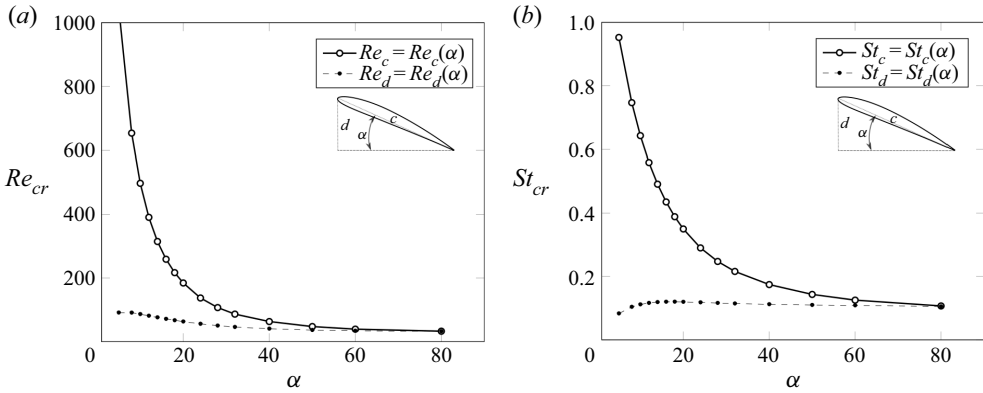 (a)
1000
800
600
400
200
0
Re_cr
Re_c = Re_c(α)
Re_d = Re_d(α)
d
α
c
20
40
60
80
α
(b)
1.0
0.8
0.6
0.4
0.2
0
St_cr
St_c = St_c(α)
St_d = St_d(α)
d
α
c
20
40
60
80
α